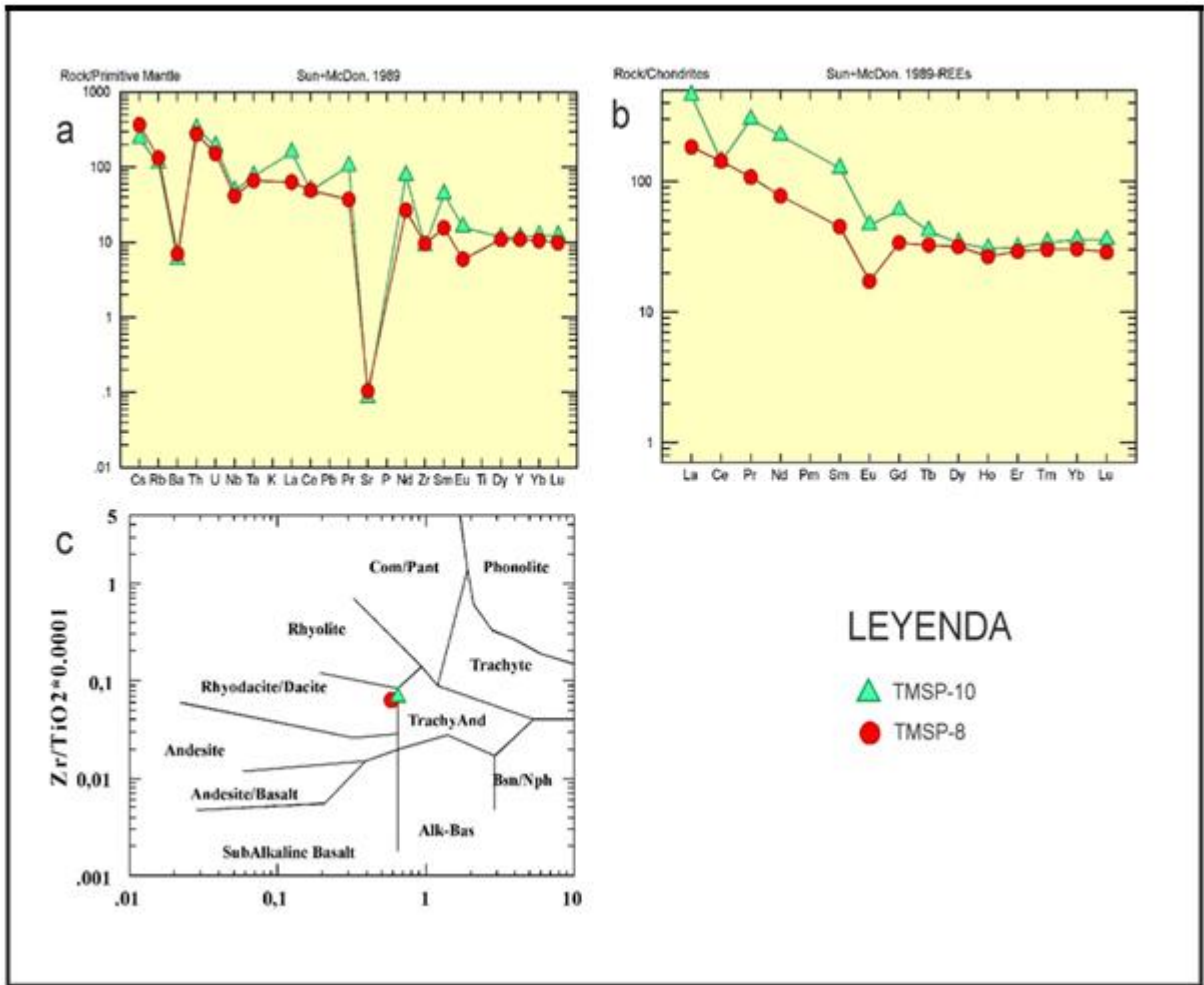 Rock/Primitive Mantle Sun+McDon. 1989
a
1000
100
10
1
.1
.01
Cs Rb Ba Th U Nb Ta K La Ce Pb Pr Sr P Nd Zr Sm Eu Ti Dy Y Yb Lu
Rock/Chondrites Sun+McDon. 1989-REEs
b
100
10
1
La Ce Pr Nd Pm Sm Eu Gd Tb Dy Ho Er Tm Yb Lu
c
Zr/TiO2*0.0001
5
1
0,1
0,01
.001
.01 0,1 1 10
Com/Pant Phonolite
Rhyolite
Trachyte
Rhyodacite/Dacite
TrachyAnd
Andesite
Bsn/Nph
Andesite/Basalt
Alk-Bas
SubAlkaline Basalt
LEYENDA
TMSP-10
TMSP-8